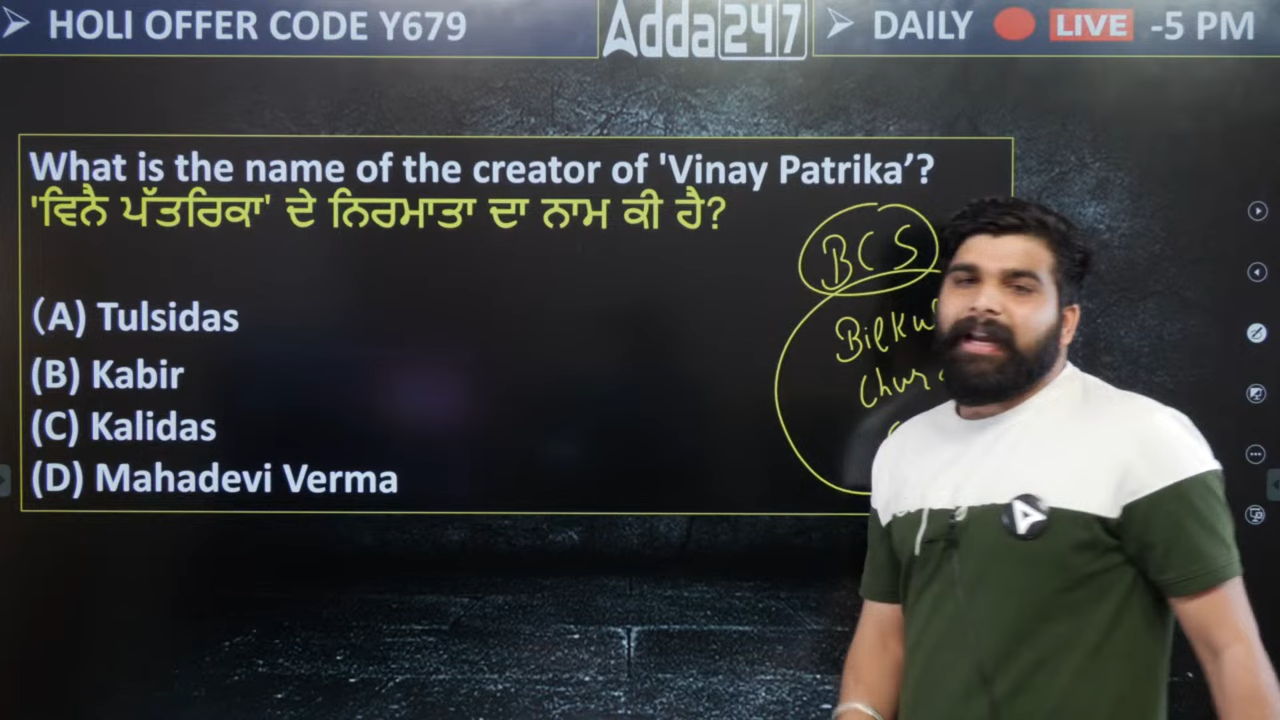 ➢ HOLI OFFER CODE Y679
Adda247
➢ DAILY LIVE -5 PM
What is the name of the creator of 'Vinay Patrika’?
'ਵਿਨੈ ਪੱਤਰਿਕਾ' ਦੇ ਨਿਰਮਾਤਾ ਦਾ ਨਾਮ ਕੀ ਹੈ?
BCS
(A) Tulsidas
(B) Kabir
(C) Kalidas
(D) Mahadevi Verma